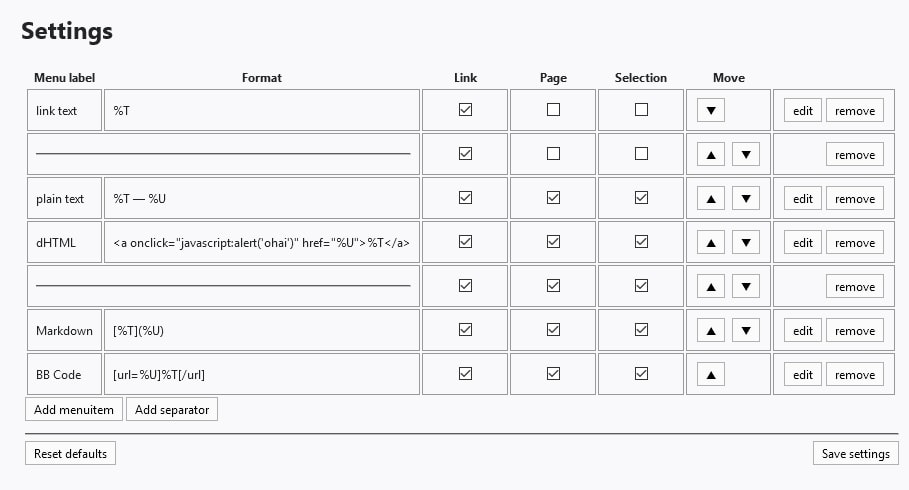 Settings
Menu label Format Link Page Selection Move
link text %T ▼ edit remove
▲ ▼ remove
plain text %T — %U ▲ ▼ edit remove
dHTML <a onclick="javascript:alert('ohai')" href="%U">%T</a> ▲ ▼ edit remove
▲ ▼ remove
Markdown [%T](%U) ▲ ▼ edit remove
BB Code [url=%U]%T[/url] ▲ edit remove
Add menuitem Add separator
Reset defaults Save settings